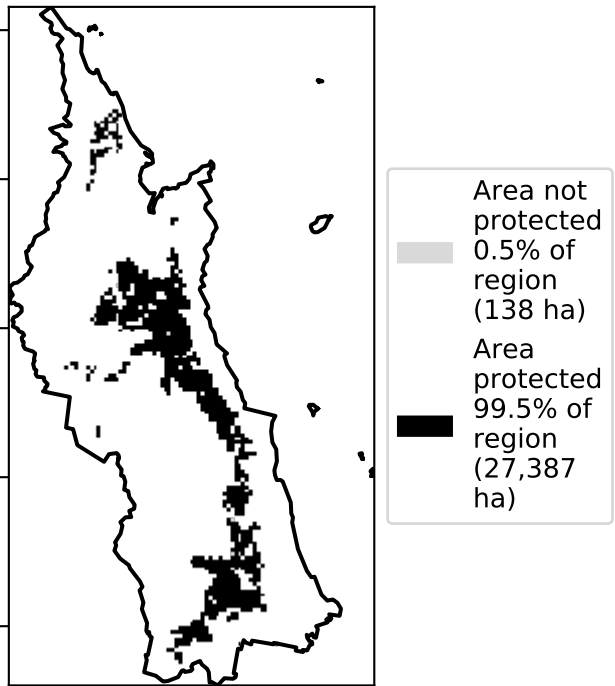 Area not
protected
0.5% of
region
(138 ha)
Area
protected
99.5% of
region
(27,387
ha)